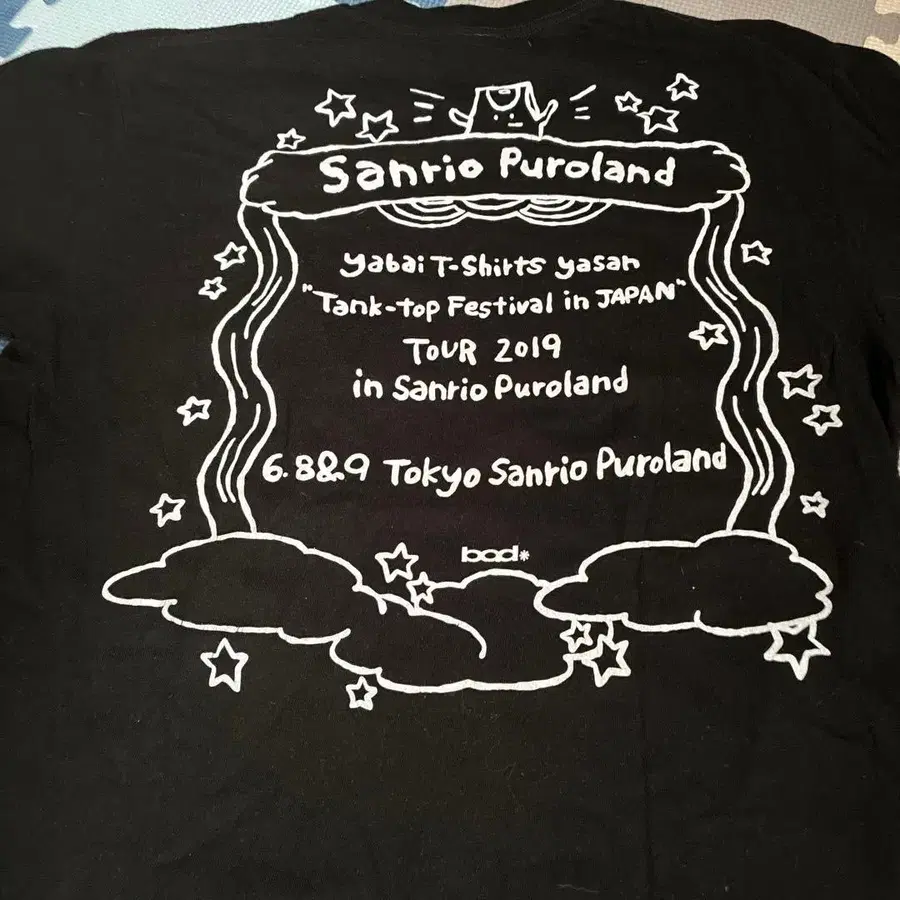 Sanrio Puroland
yabai T-Shirts yasan
"Tank-top Festival in JAPAN"
TOUR 2019
in Sanrio Puroland
6.8&9 Tokyo Sanrio Puroland
bad*